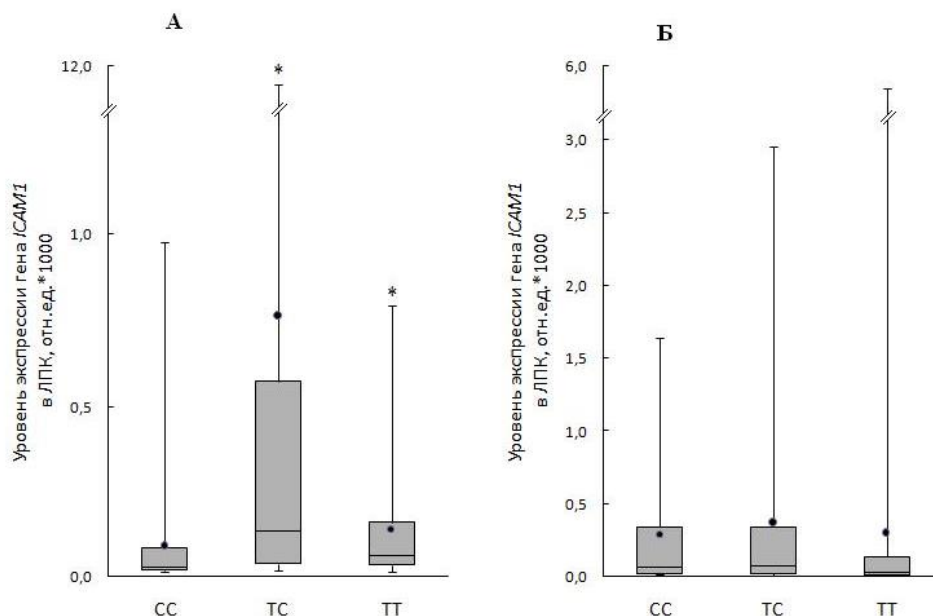 А
Уровень экспрессии гена ICAM1
в ЛПК, отн.ед.*1000
12,0
1,0
0,5
0,0
*
*
CC
TC
TT
Б
Уровень экспрессии гена ICAM1
в ЛПК, отн.ед.*1000
6,0
3,0
2,5
2,0
1,5
1,0
0,5
0,0
CC
TC
TT